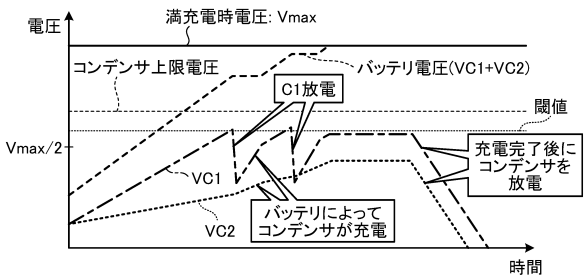 満充電時電圧: Vmax
電圧
コンデンサ上限電圧
バッテリ電圧(VC1+VC2)
C1放電
閾値
Vmax/2
充電完了後に
コンデンサを
放電
VC1
VC2
バッテリによって
コンデンサが充電
時間